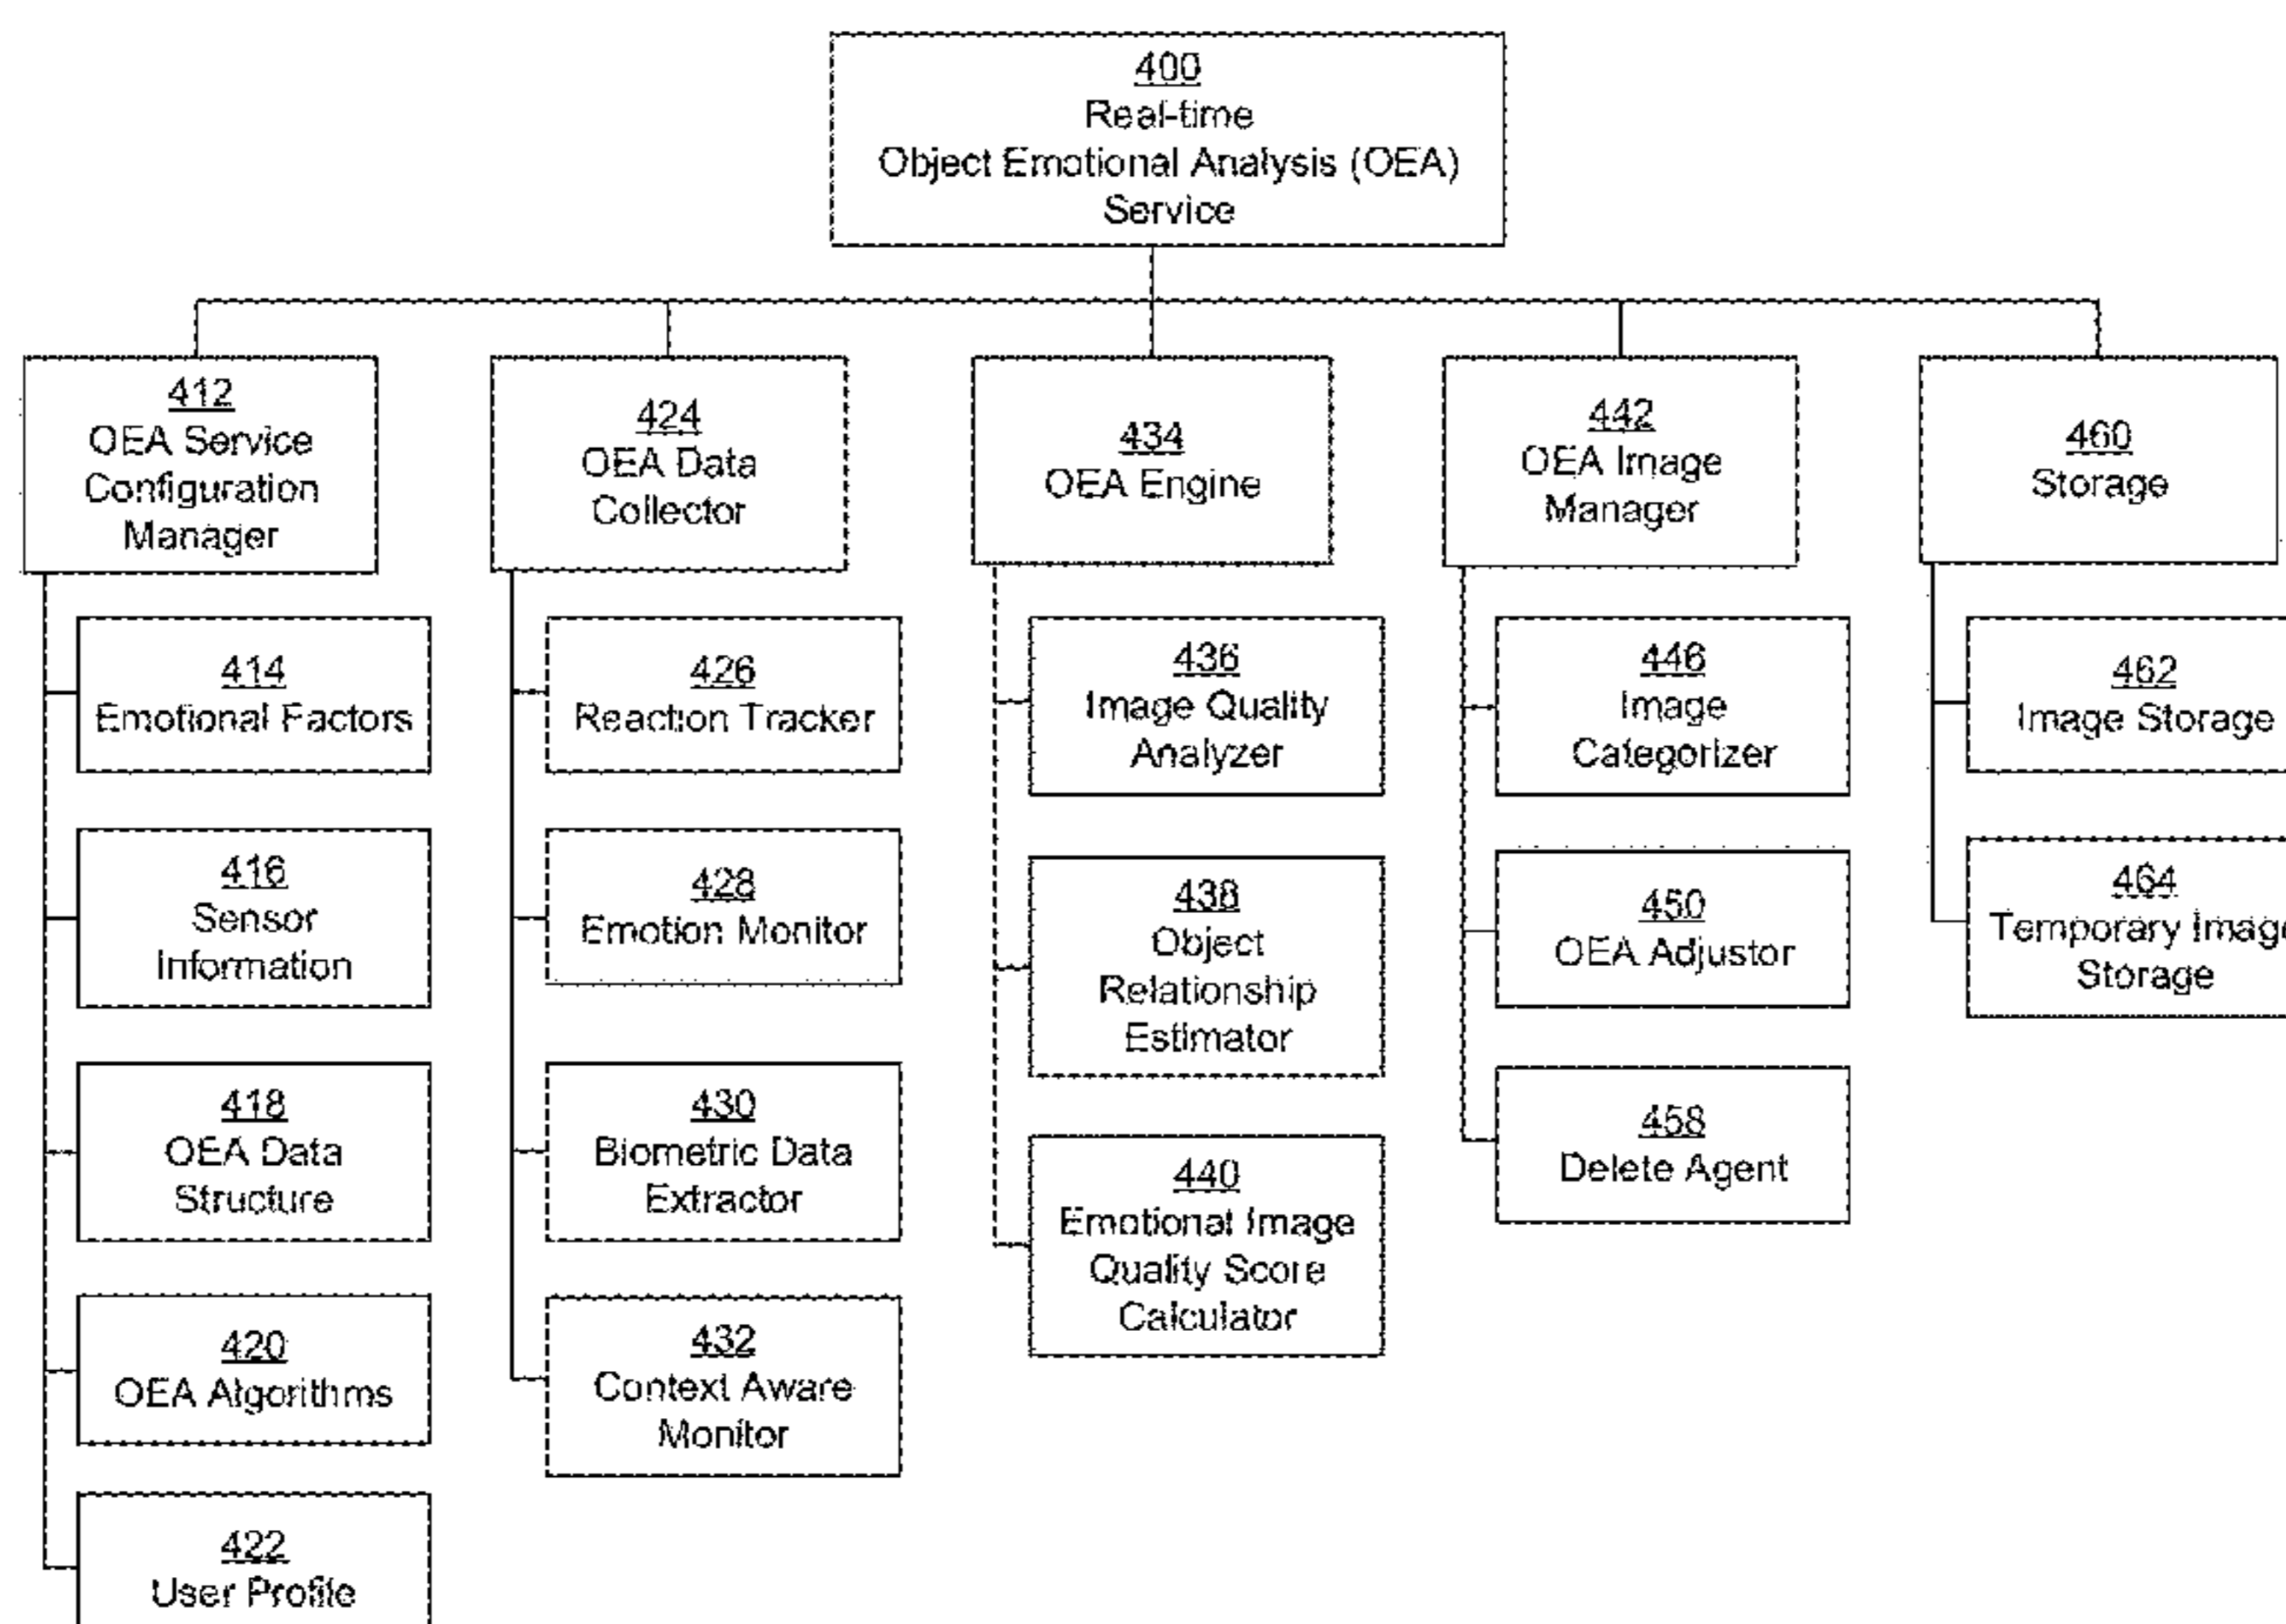 400
Real-time
Object Emotional Analysis (OEA)
Service
412
OEA Service
Configuration
Manager
424
OEA Data
Collector
434
OEA Engine
442
OEA Image
Manager
460
Storage
414
Emotional Factors
416
Sensor
Information
418
OEA Data
Structure
420
OEA Algorithms
422
User Profile
426
Reaction Tracker
428
Emotion Monitor
430
Biometric Data
Extractor
432
Context Aware
Monitor
436
Image Quality
Analyzer
438
Object
Relationship
Estimator
440
Emotional Image
Quality Score
Calculator
446
Image
Categorizer
450
OEA Adjustor
458
Delete Agent
462
Image Storage
464
Temporary Image
Storage